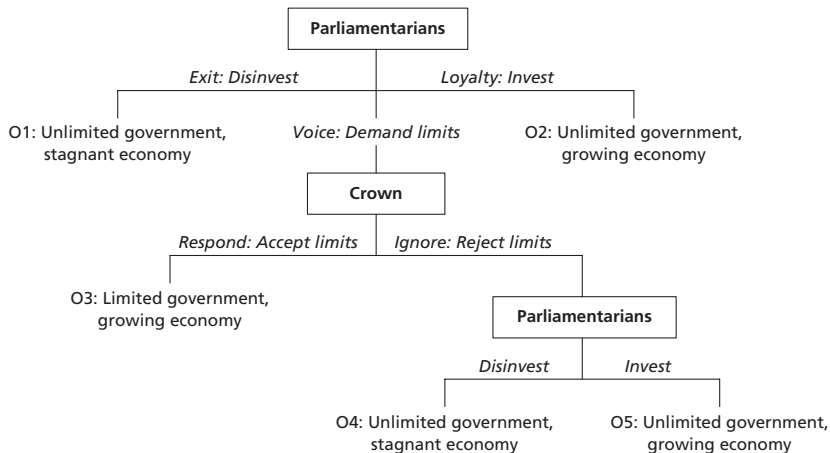 Parliamentarians
Exit: Disinvest
Loyalty: Invest
O1: Unlimited government,
stagnant economy
Voice: Demand limits
O2: Unlimited government,
growing economy
Crown
Respond: Accept limits
Ignore: Reject limits
O3: Limited government,
growing economy
Parliamentarians
Disinvest
Invest
O4: Unlimited government,
stagnant economy
O5: Unlimited government,
growing economy